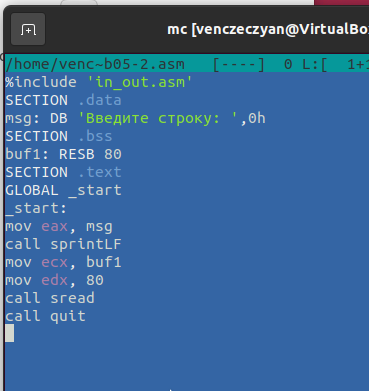 mc [venczeczyan@VirtualBo
/home/venc~b05-2.asm [----] 0 L:[ 1+1
%include 'in_out.asm'
SECTION .data
msg: DB 'Введите строку: ',0h
SECTION .bss
buf1: RESB 80
SECTION .text
GLOBAL _start
_start:
mov eax, msg
call sprintLF
mov ecx, buf1
mov edx, 80
call sread
call quit